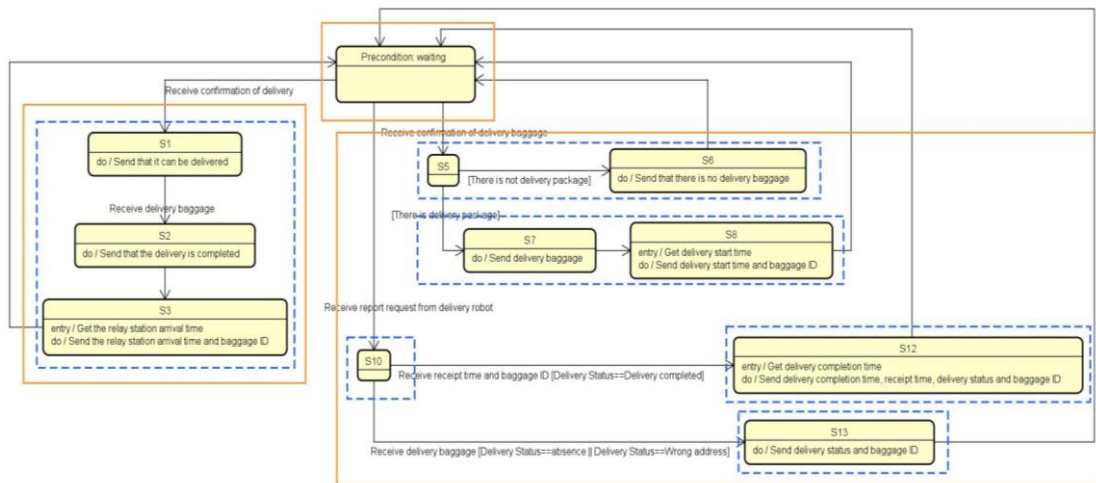 Precondition: waiting
Receive confirmation of delivery
S1
do / Send that it can be delivered
Receive delivery baggage
S2
do / Send that the delivery is completed
S3
entry / Get the relay station arrival time
do / Send the relay station arrival time and baggage ID
Receive confirmation of delivery baggage
S5
[There is not delivery package]
S6
do / Send that there is no delivery baggage
[There is delivery package]
S7
do / Send delivery baggage
S8
entry / Get delivery start time
do / Send delivery start time and baggage ID
Receive report request from delivery robot
S10
Receive receipt time and baggage ID [Delivery Status==Delivery completed]
S12
entry / Get delivery completion time
do / Send delivery completion time, receipt time, delivery status and baggage ID
Receive delivery baggage [Delivery Status==absence || Delivery Status==Wrong address]
S13
do / Send delivery status and baggage ID